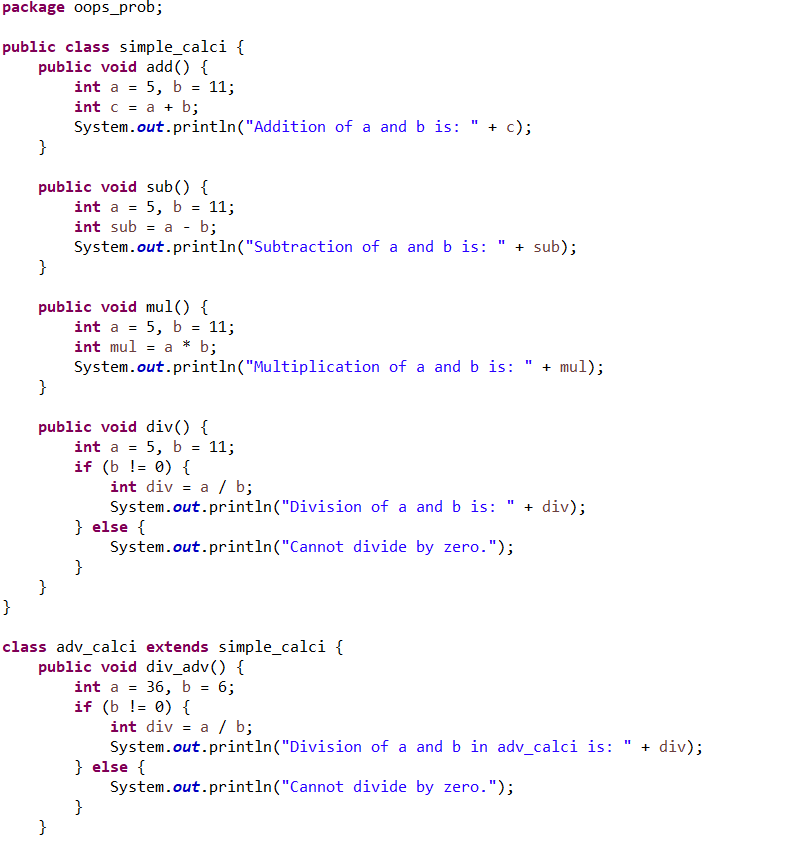 package oops_prob;
public class simple_calci {
    public void add() {
        int a = 5, b = 11;
        int c = a + b;
        System.out.println("Addition of a and b is: " + c);
    }
    public void sub() {
        int a = 5, b = 11;
        int sub = a - b;
        System.out.println("Subtraction of a and b is: " + sub);
    }
    public void mul() {
        int a = 5, b = 11;
        int mul = a * b;
        System.out.println("Multiplication of a and b is: " + mul);
    }
    public void div() {
        int a = 5, b = 11;
        if (b != 0) {
            int div = a / b;
            System.out.println("Division of a and b is: " + div);
        } else {
            System.out.println("Cannot divide by zero.");
        }
    }
}
class adv_calci extends simple_calci {
    public void div_adv() {
        int a = 36, b = 6;
        if (b != 0) {
            int div = a / b;
            System.out.println("Division of a and b in adv_calci is: " + div);
        } else {
            System.out.println("Cannot divide by zero.");
        }
    }